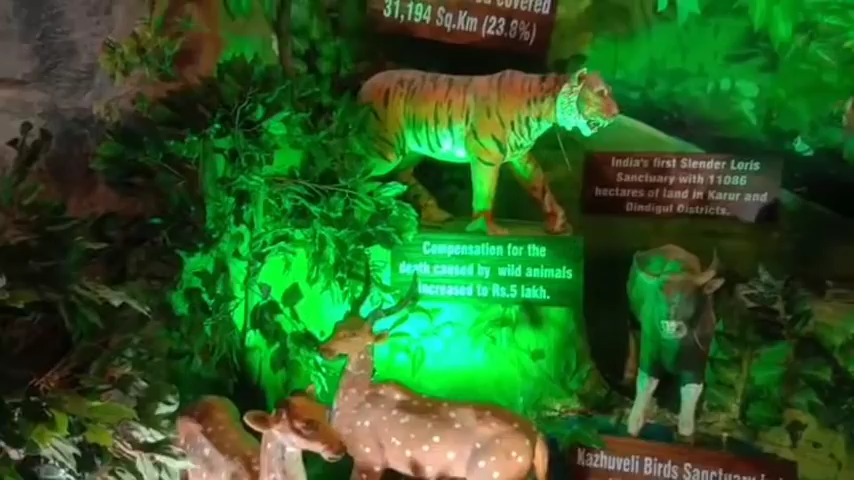 covered
31,194 Sq.Km (23.8%)
India's first Slender Loris
Sanctuary with 11086
hectares of land in Karur and
Dindigul districts.
Compensation for the
death caused by wild animals
increased to Rs.5 lakh.
Kazhuveli Birds Sanctuary